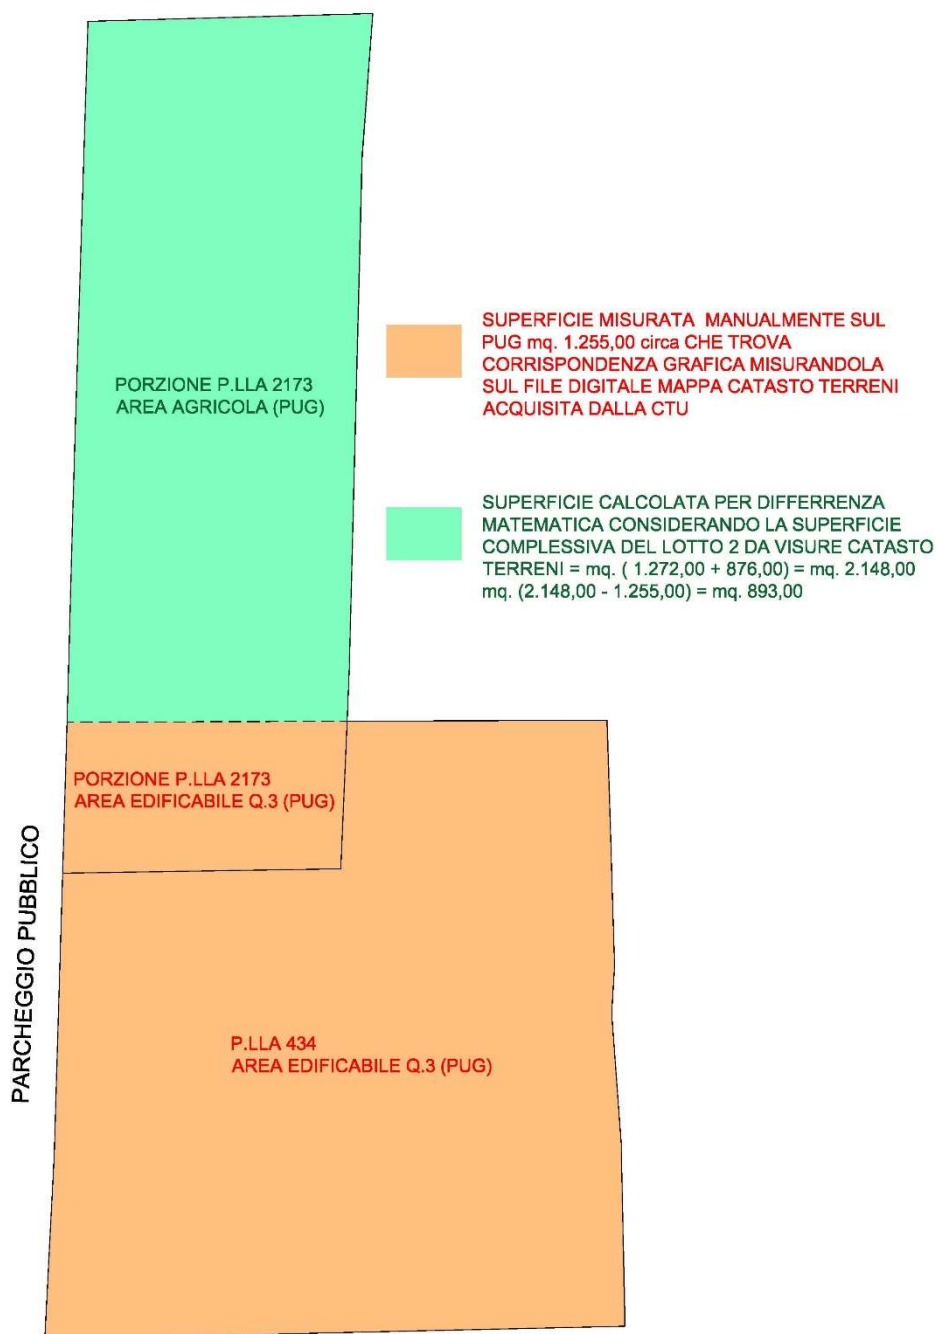 PORZIONE P.LLA 2173
AREA AGRICOLA (PUG)
SUPERFICIE MISURATA MANUALMENTE SUL
PUG mq. 1.255,00 circa CHE TROVA
CORRISPONDENZA GRAFICA MISURANDOLA
SUL FILE DIGITALE MAPPA CATASTO TERRENI
ACQUISITA DALLA CTU
SUPERFICIE CALCOLATA PER DIFFERRENZA
MATEMATICA CONSIDERANDO LA SUPERFICIE
COMPLESSIVA DEL LOTTO 2 DA VISURE CATASTO
TERRENI = mq. ( 1.272,00 + 876,00) = mq. 2.148,00
mq. (2.148,00 - 1.255,00) = mq. 893,00
PORZIONE P.LLA 2173
AREA EDIFICABILE Q.3 (PUG)
PARCHEGGIO PUBBLICO
P.LLA 434
AREA EDIFICABILE Q.3 (PUG)